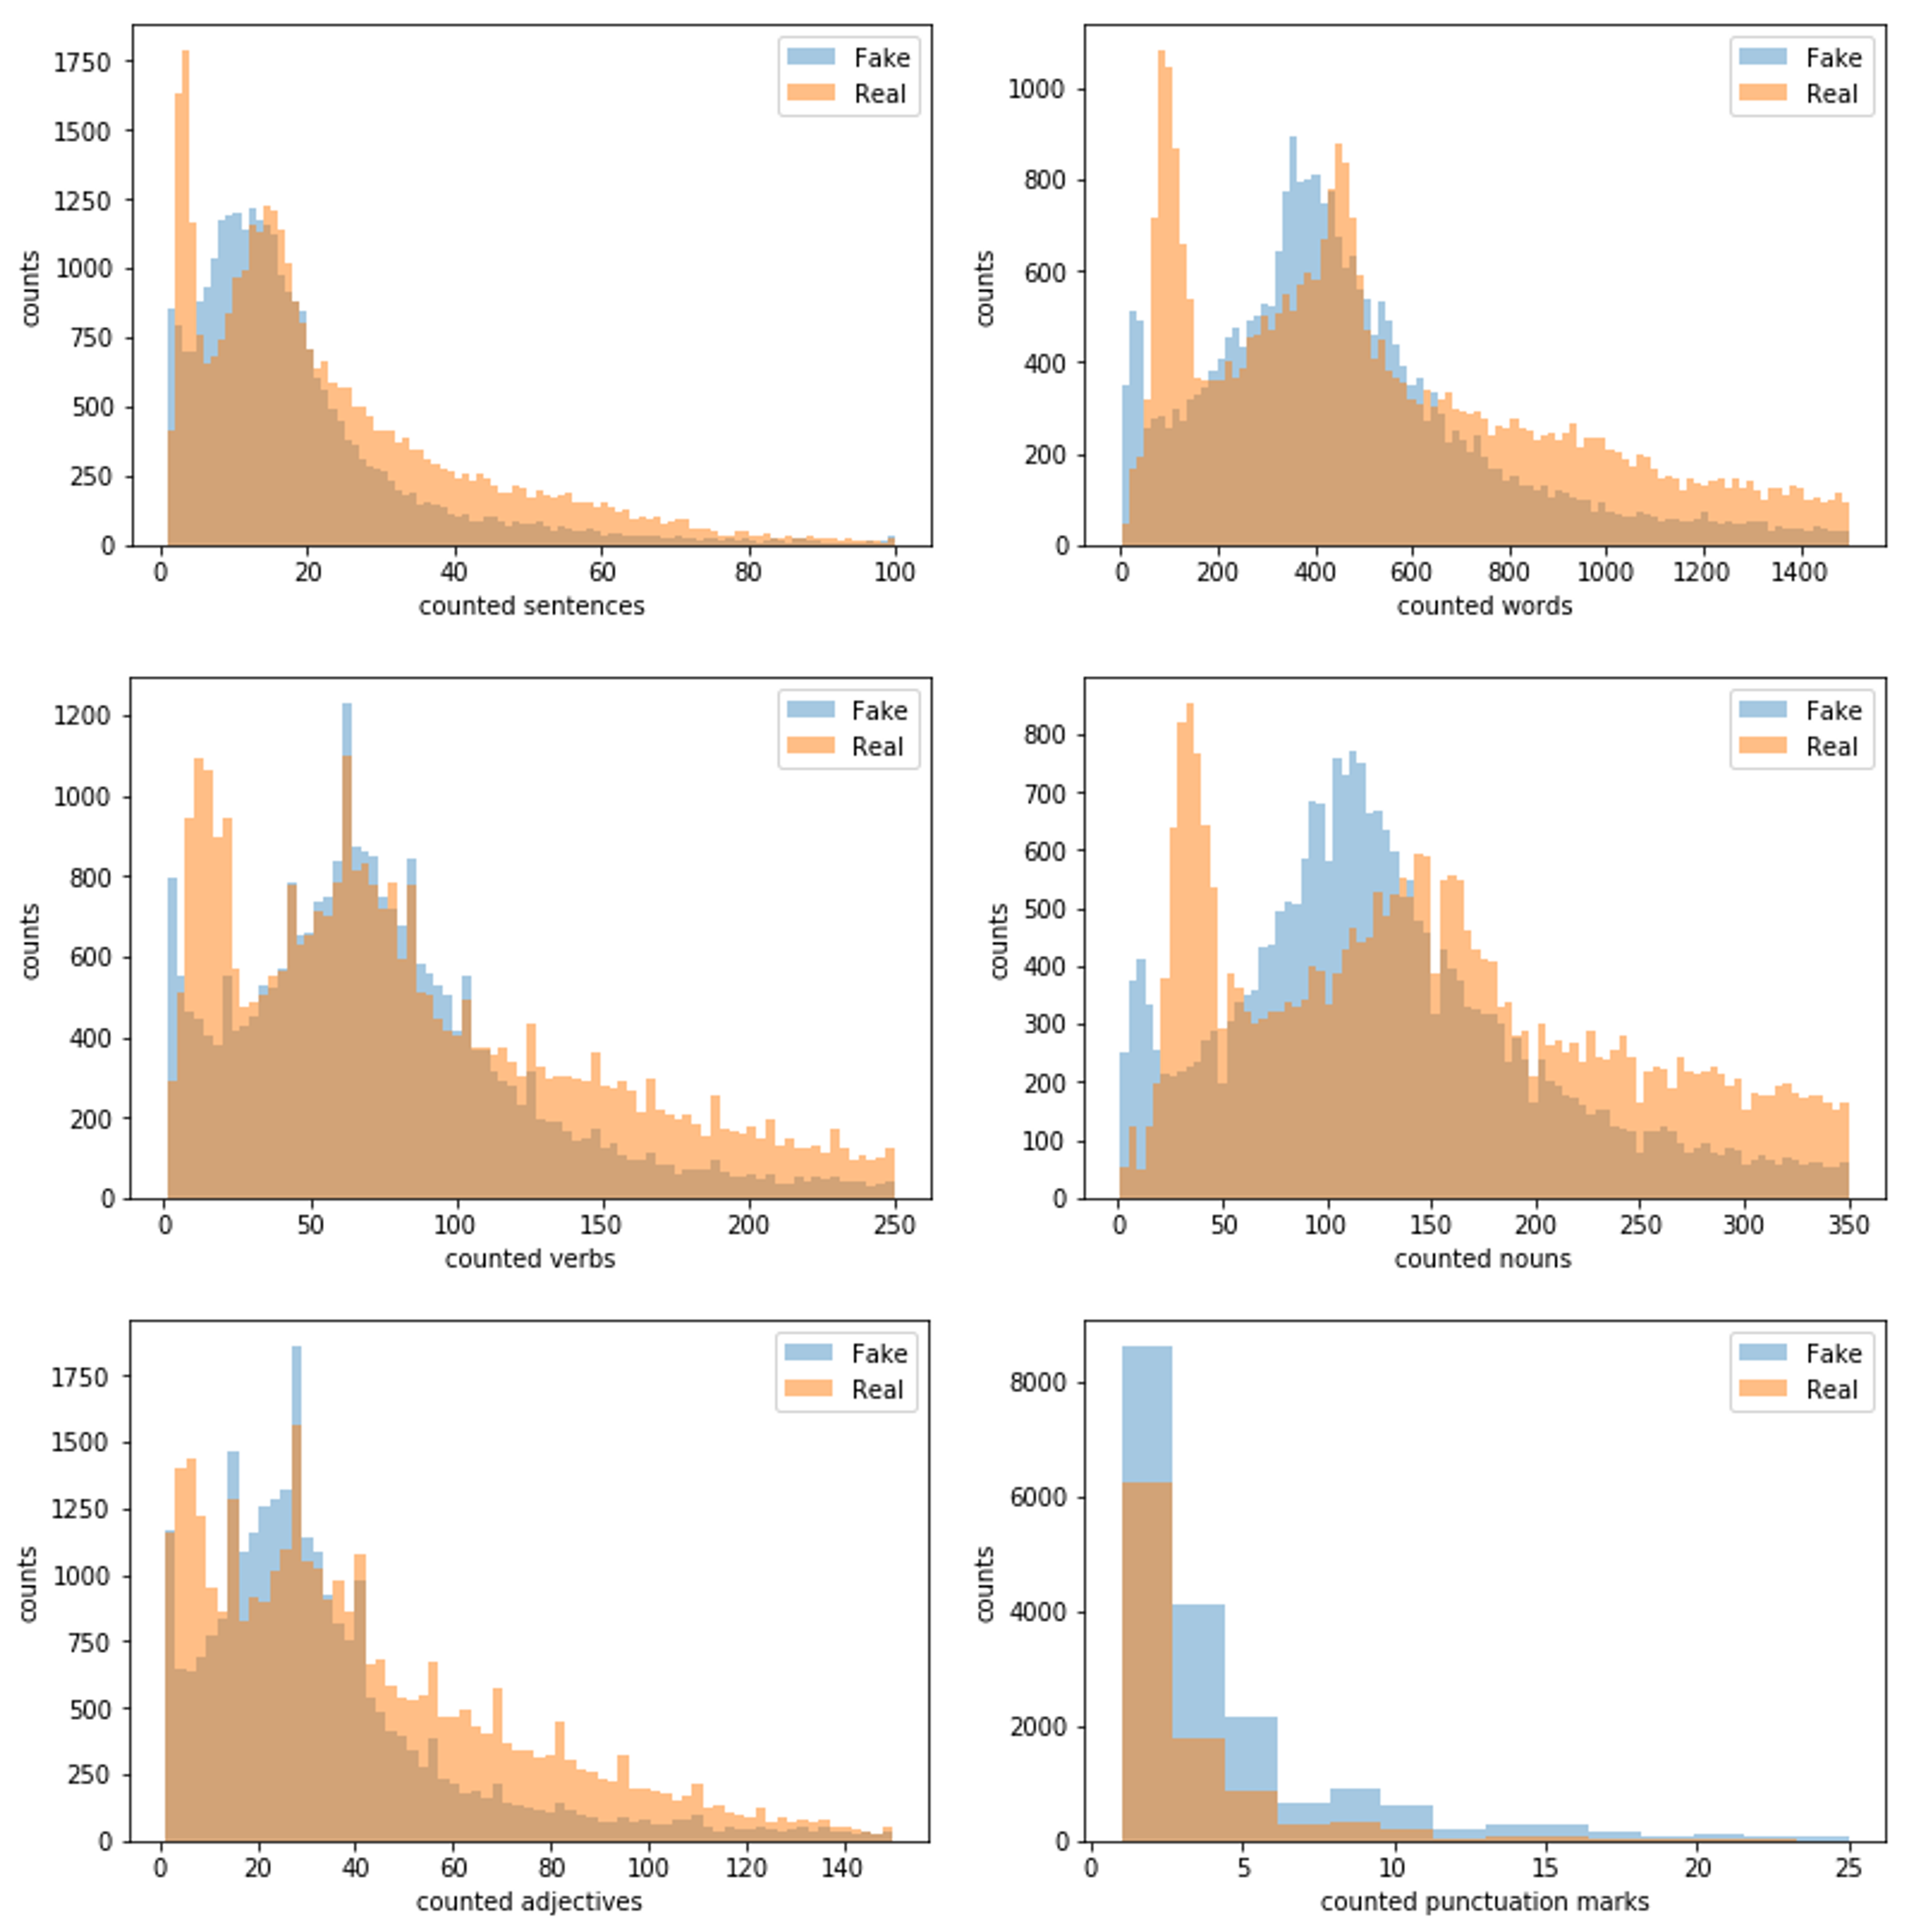 1750
1500
1250
1000
750
500
250
0
counts
0 20 40 60 80 100
counted sentences
Fake
Real
1000
800
600
400
200
0
counts
0 200 400 600 800 1000 1200 1400
counted words
Fake
Real
1200
1000
800
600
400
200
0
counts
0 50 100 150 200 250
counted verbs
Fake
Real
800
700
600
500
400
300
200
100
0
counts
0 50 100 150 200 250 300 350
counted nouns
Fake
Real
1750
1500
1250
1000
750
500
250
0
counts
0 20 40 60 80 100 120 140
counted adjectives
Fake
Real
8000
6000
4000
2000
0
counts
0 5 10 15 20 25
counted punctuation marks
Fake
Real